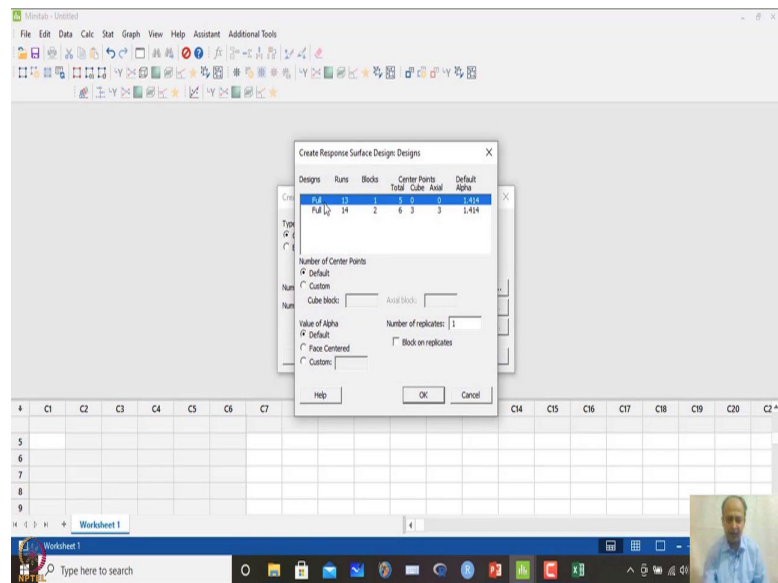 Minitab - Untitled
File Edit Data Calc Stat Graph View Help Assistant Additional Tools
Create Response Surface Design: Designs
Designs Runs Blocks Center Points Default
Total Cube Axial Alpha
Full 13 1 5 0 0 1.414
Full 14 2 6 3 3 1.414
Number of Center Points
Default
Custom
Cube block: Axial block:
Value of Alpha Number of replicates: 1
Default
Block on replicates
Face Centered
Custom:
Help OK Cancel
C1 C2 C3 C4 C5 C6 C7 C14 C15 C16 C17 C18 C19 C20
5
6
7
8
9
Worksheet 1
Worksheet 1
Type here to search
NPTEL